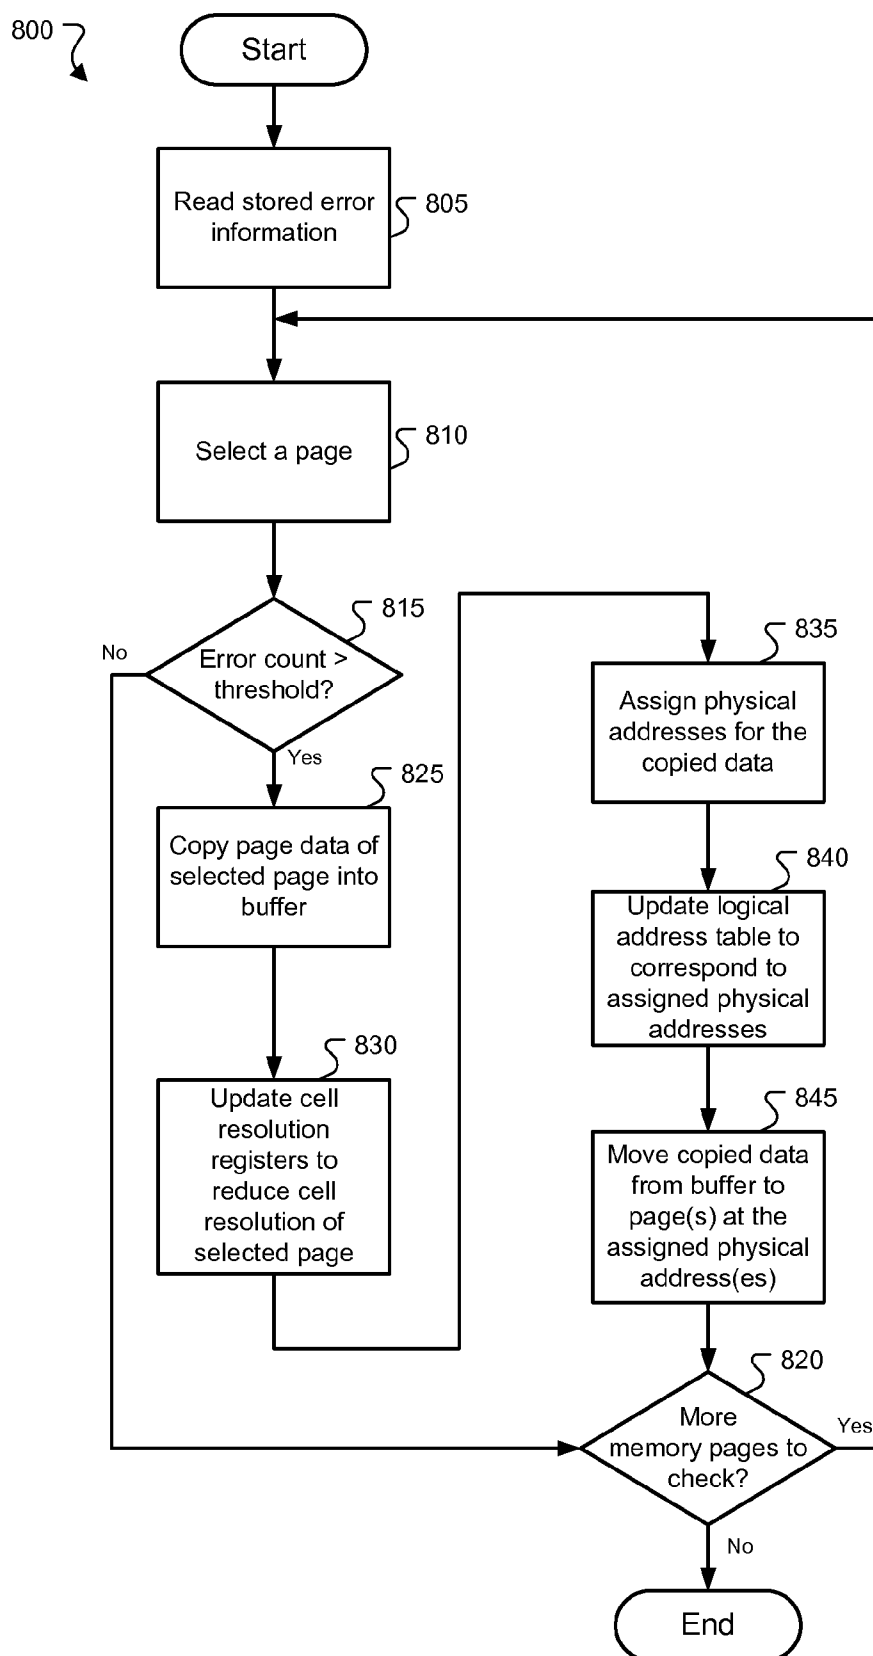 800
Start
Read stored error
information
805
Select a page
810
815
No
Error count >
threshold?
Yes
825
Copy page data of
selected page into
buffer
830
Update cell
resolution
registers to
reduce cell
resolution of
selected page
835
Assign physical
addresses for the
copied data
840
Update logical
address table to
correspond to
assigned physical
addresses
845
Move copied data
from buffer to
page(s) at the
assigned physical
address(es)
820
More
memory pages to
check?
Yes
No
End